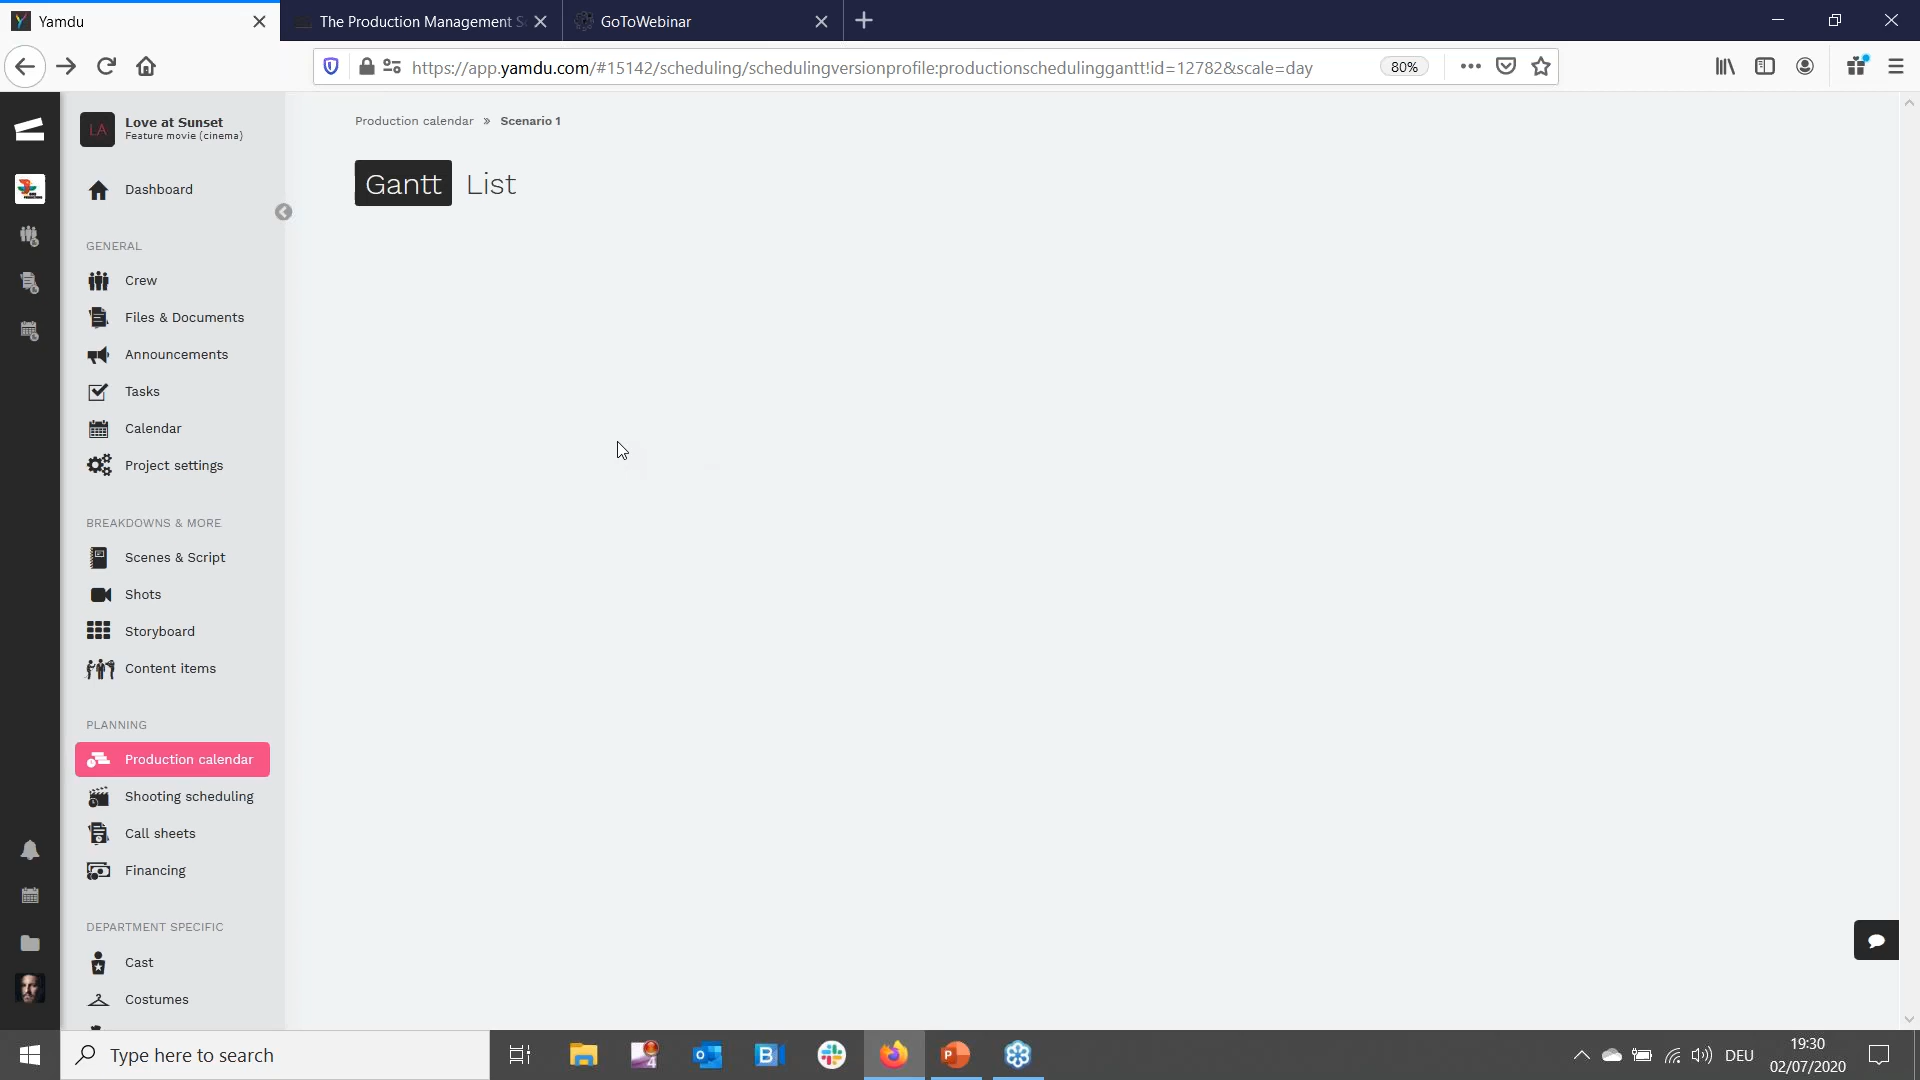 Yamdu
The Production Management S
GoToWebinar
https://app.yamdu.com/#15142/scheduling/schedulingversionprofile:productionschedulinggantt!id=12782&scale=day
80%
LA
Love at Sunset
Feature movie (cinema)
Production calendar » Scenario 1
Gantt
List
Dashboard
GENERAL
Crew
Files & Documents
Announcements
Tasks
Calendar
Project settings
BREAKDOWNS & MORE
Scenes & Script
Shots
Storyboard
Content items
PLANNING
Production calendar
Shooting scheduling
Call sheets
Financing
DEPARTMENT SPECIFIC
Cast
Costumes
Type here to search
DEU
19:30
02/07/2020